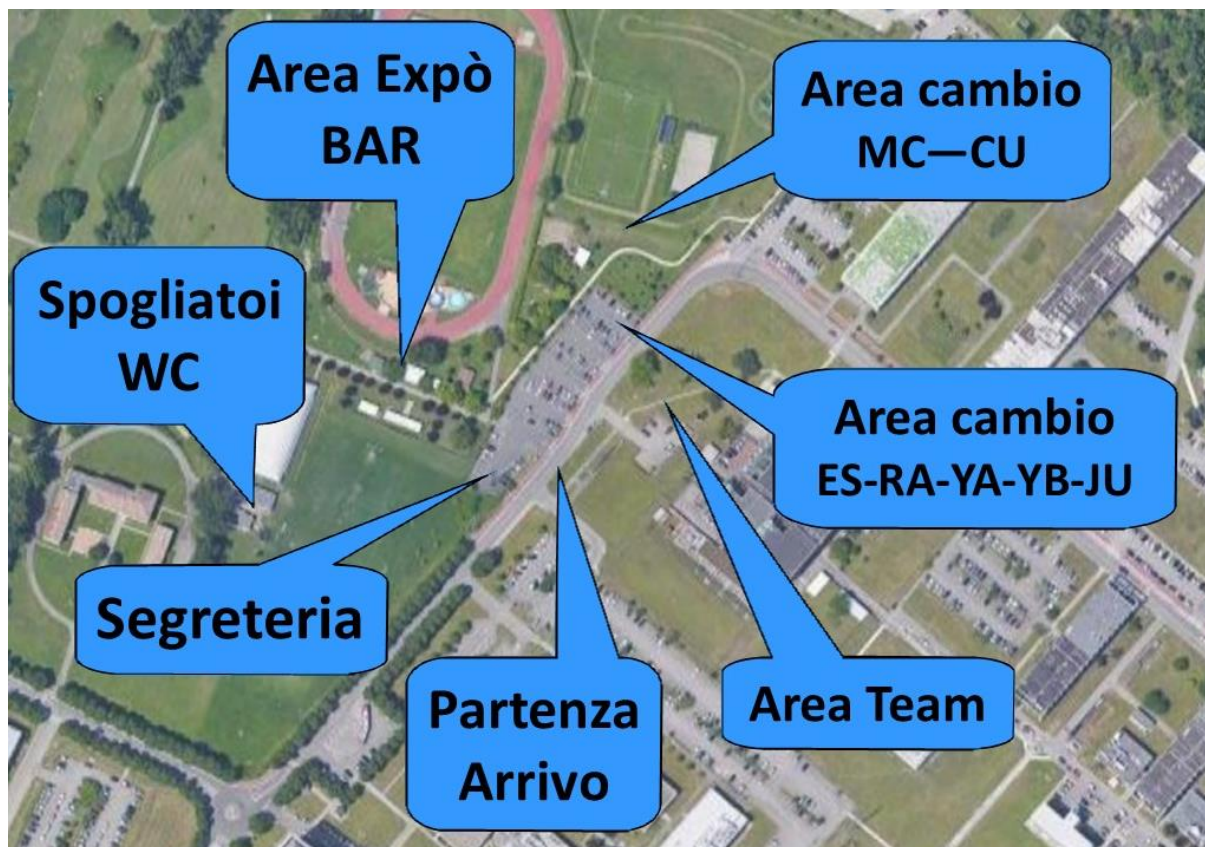 Area Expò
BAR
Area cambio
MC—CU
Spogliatoi
WC
Area cambio
ES-RA-YA-YB-JU
Segreteria
Partenza
Arrivo
Area Team